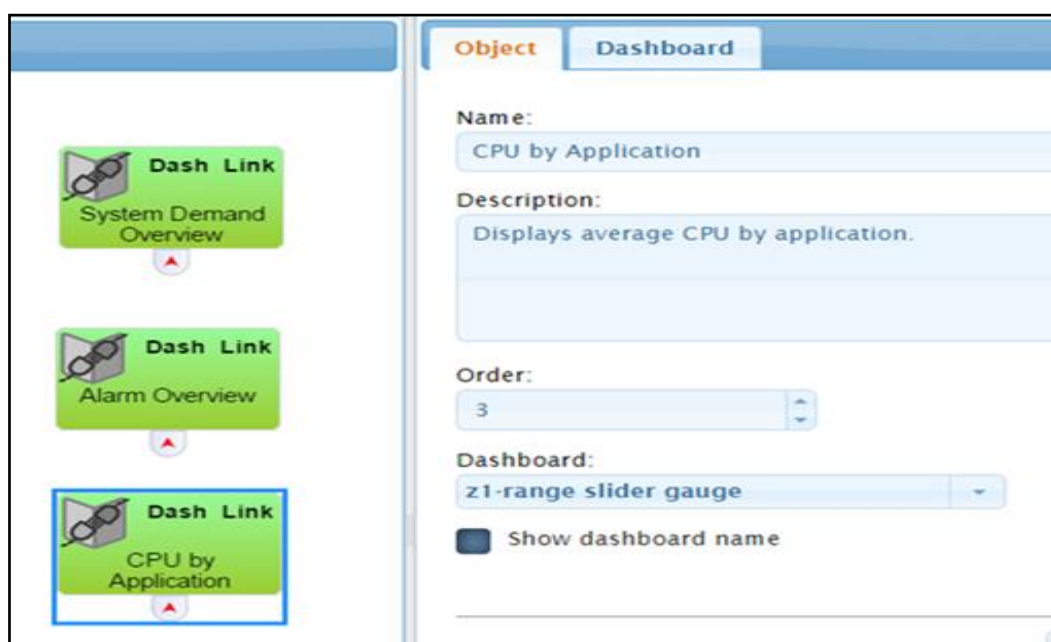 Dash Link
System Demand
Overview
Dash Link
Alarm Overview
Dash Link
CPU by
Application
Object Dashboard
Name:
CPU by Application
Description:
Displays average CPU by application.
Order:
3
Dashboard:
z1-range slider gauge
Show dashboard name